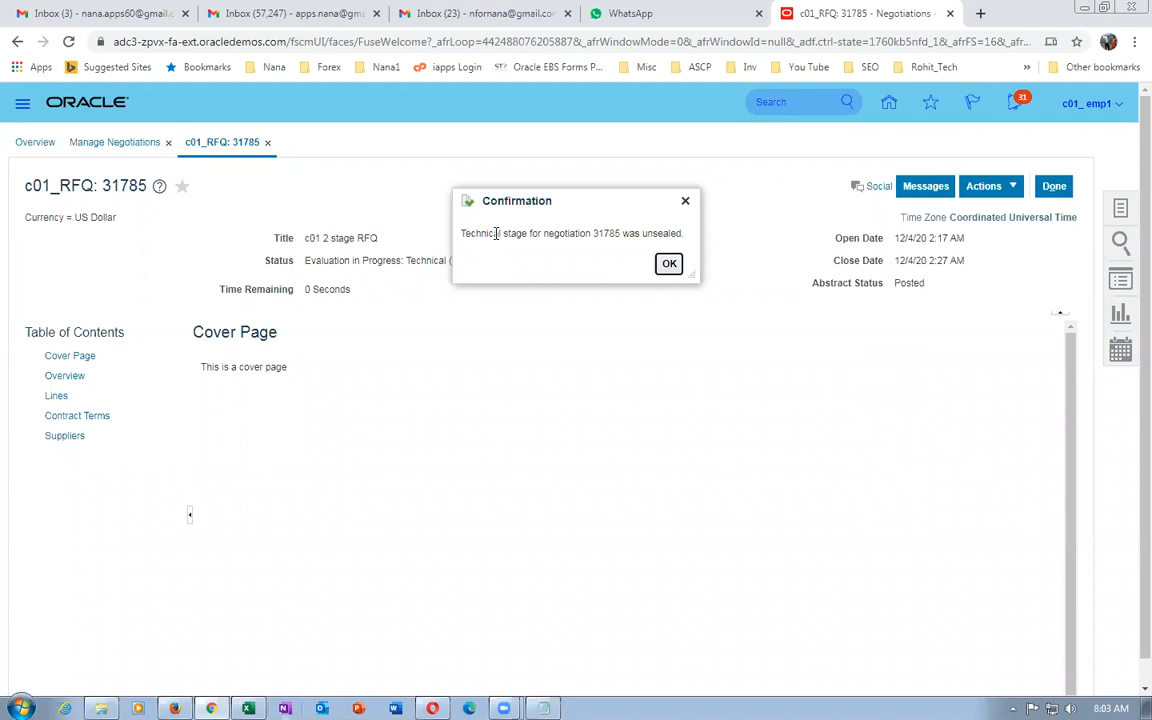 Inbox (3) - nana.apps60@gmail.c
Inbox (57,247) - apps.nana@gma
Inbox (23) - nfornana@gmail.con
WhatsApp
c01_RFQ: 31785 - Negotiations -
adc3-zpvx-fa-ext.oracledemos.com/fscmUI/faces/FuseWelcome?_afrLoop=442488076205887&_afrWindowMode=0&_afrWindowId=null&_adf.ctrl-state=1760kb5nfd_1&_afrFS=16&_afr...
Apps
Suggested Sites
Bookmarks
Nana
Forex
Nana1
iapps Login
Oracle EBS Forms P...
Misc
ASCP
Inv
You Tube
SEO
Rohit_Tech
»
Other bookmarks
ORACLE
Search
31
c01_ emp1
Overview
Manage Negotiations
c01_RFQ: 31785
c01_RFQ: 31785
Social
Messages
Actions
Done
Currency = US Dollar
Time Zone Coordinated Universal Time
Title c01 2 stage RFQ
Status Evaluation in Progress: Technical (
Time Remaining 0 Seconds
Open Date 12/4/20 2:17 AM
Close Date 12/4/20 2:27 AM
Abstract Status Posted
Confirmation
Technical stage for negotiation 31785 was unsealed.
OK
Table of Contents
Cover Page
Overview
Lines
Contract Terms
Suppliers
Cover Page
This is a cover page
8:03 AM